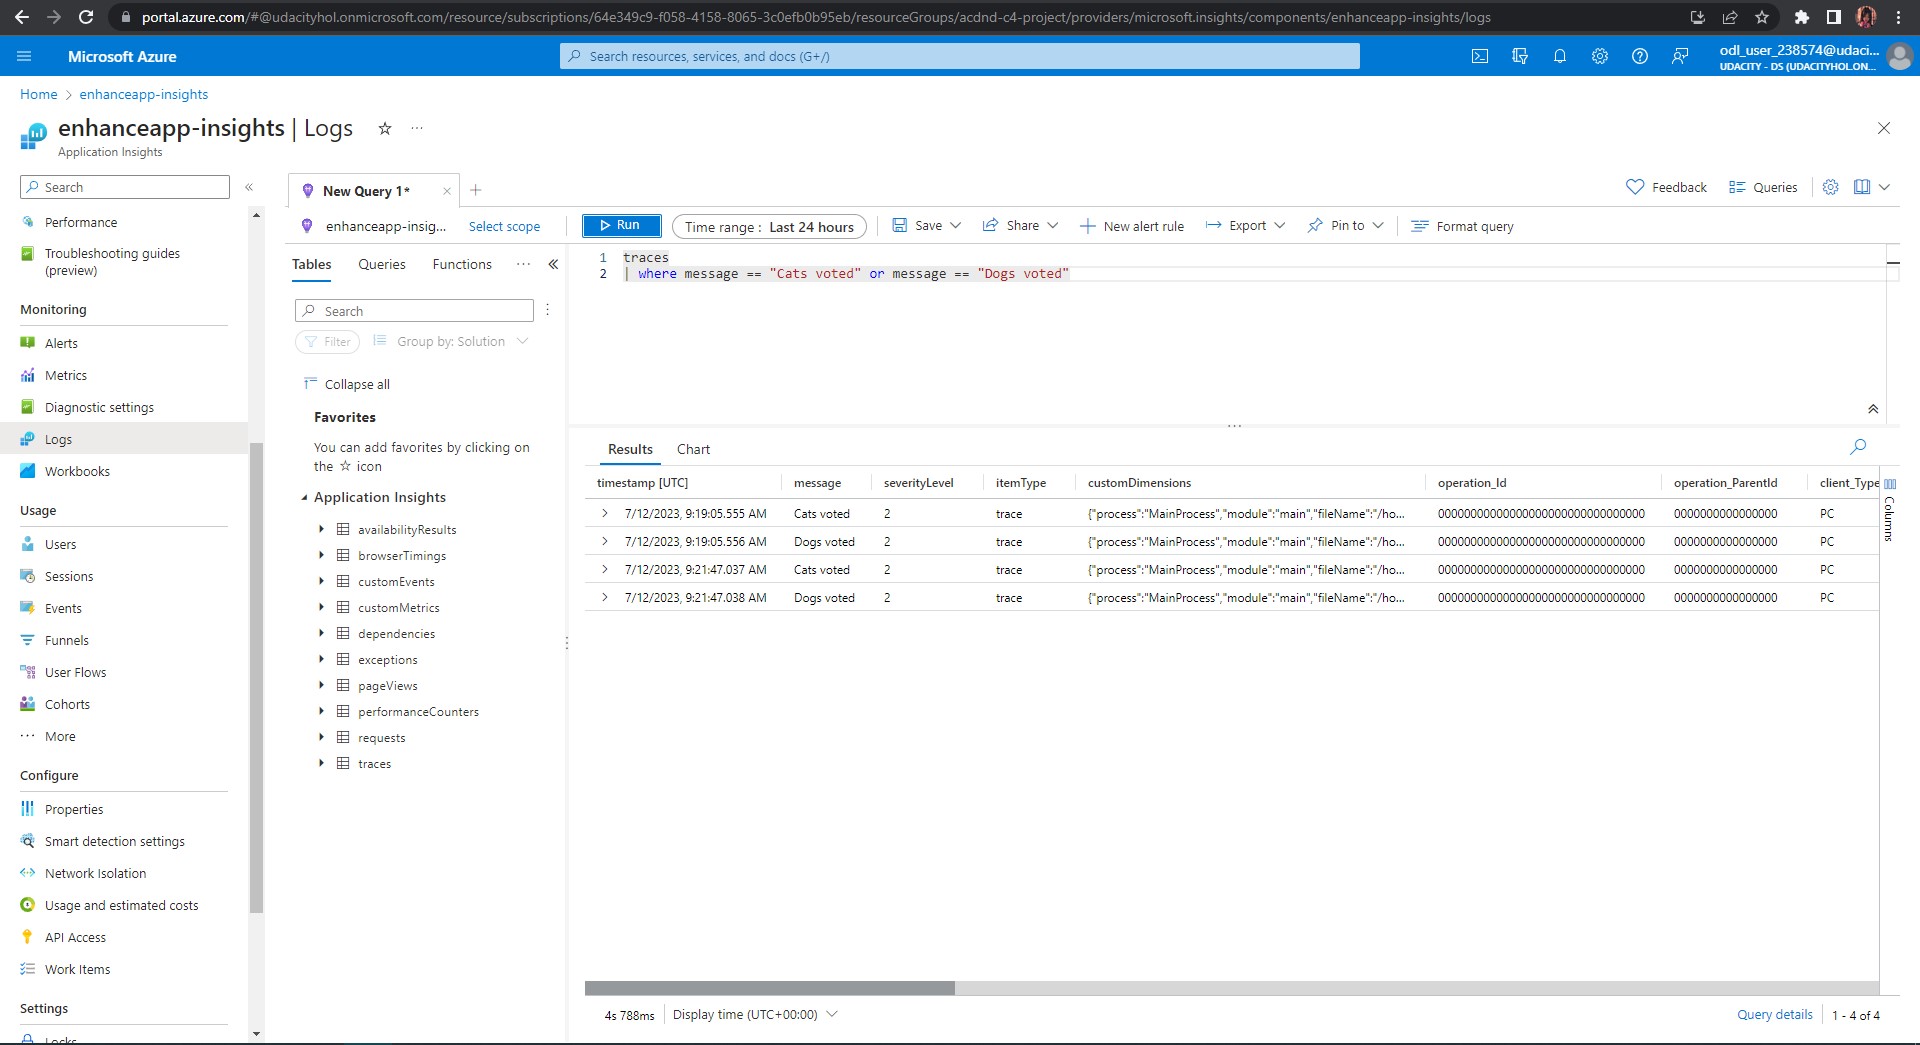 portal.azure.com/#@udacityhol.onmicrosoft.com/resource/subscriptions/64e349c9-f058-4158-8065-3c0efb0b95eb/resourceGroups/acdnd-c4-project/providers/microsoft.insights/components/enhanceapp-insights/logs
Microsoft Azure
Search resources, services, and docs (G+/)
odl_user_238574@udaci...
UDACITY - DS (UDACITYHOL.ON...
Home > enhanceapp-insights
enhanceapp-insights | Logs
Application Insights
Search
Performance
Troubleshooting guides
(preview)
Monitoring
Alerts
Metrics
Diagnostic settings
Logs
Workbooks
Usage
Users
Sessions
Events
Funnels
User Flows
Cohorts
More
Configure
Properties
Smart detection settings
Network Isolation
Usage and estimated costs
API Access
Work Items
Settings
Locks
New Query 1*
Feedback
Queries
enhanceapp-insig...
Select scope
Run
Time range : Last 24 hours
Save
Share
New alert rule
Export
Pin to
Format query
Tables
Queries
Functions
Search
Filter
Group by: Solution
Collapse all
Favorites
You can add favorites by clicking on
the ☆ icon
Application Insights
availabilityResults
browserTimings
customEvents
customMetrics
dependencies
exceptions
pageViews
performanceCounters
requests
traces
1 traces
2 | where message == "Cats voted" or message == "Dogs voted"
Results
Chart
timestamp [UTC] message severityLevel itemType customDimensions operation_Id operation_ParentId client_Type
7/12/2023, 9:19:05.555 AM Cats voted 2 trace {"process":"MainProcess","module":"main","fileName":"/ho... 00000000000000000000000000000000 0000000000000000 PC
7/12/2023, 9:19:05.556 AM Dogs voted 2 trace {"process":"MainProcess","module":"main","fileName":"/ho... 00000000000000000000000000000000 0000000000000000 PC
7/12/2023, 9:21:47.037 AM Cats voted 2 trace {"process":"MainProcess","module":"main","fileName":"/ho... 00000000000000000000000000000000 0000000000000000 PC
7/12/2023, 9:21:47.038 AM Dogs voted 2 trace {"process":"MainProcess","module":"main","fileName":"/ho... 00000000000000000000000000000000 0000000000000000 PC
Columns
4s 788ms
Display time (UTC+00:00)
Query details
1 - 4 of 4